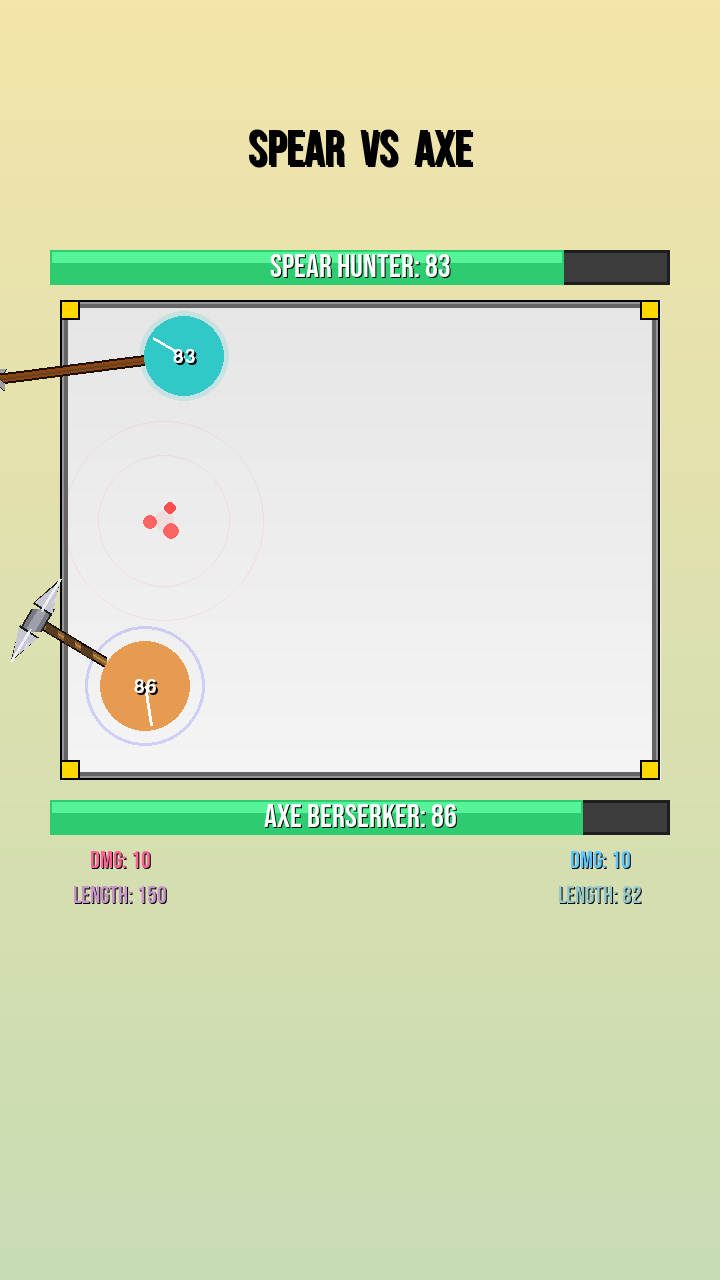 SPEAR VS AXE
SPEAR HUNTER: 83
83
86
AXE BERSERKER: 86
DMG: 10
DMG: 10
LENGTH: 150
LENGTH: 82